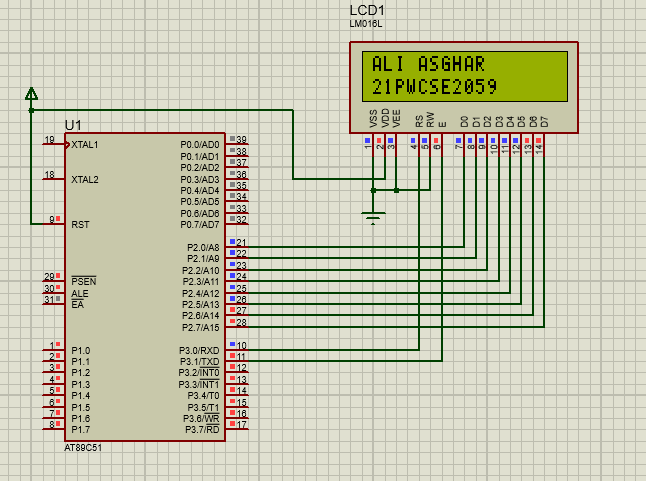 LCD1
LM016L
ALI ASGHAR
21PWCSE2059
VSS VDD VEE RS RW E D0 D1 D2 D3 D4 D5 D6 D7
1 2 3 4 5 6 7 8 9 10 11 12 13 14
U1
19 XTAL1 P0.0/AD0 39
P0.1/AD1 38
P0.2/AD2 37
18 XTAL2 P0.3/AD3 36
P0.4/AD4 35
P0.5/AD5 34
P0.6/AD6 33
9 RST P0.7/AD7 32
P2.0/A8 21
P2.1/A9 22
P2.2/A10 23
29 PSEN P2.3/A11 24
30 ALE P2.4/A12 25
31 EA P2.5/A13 26
P2.6/A14 27
P2.7/A15 28
1 P1.0 P3.0/RXD 10
2 P1.1 P3.1/TXD 11
3 P1.2 P3.2/INT0 12
4 P1.3 P3.3/INT1 13
5 P1.4 P3.4/T0 14
6 P1.5 P3.5/T1 15
7 P1.6 P3.6/WR 16
8 P1.7 P3.7/RD 17
AT89C51